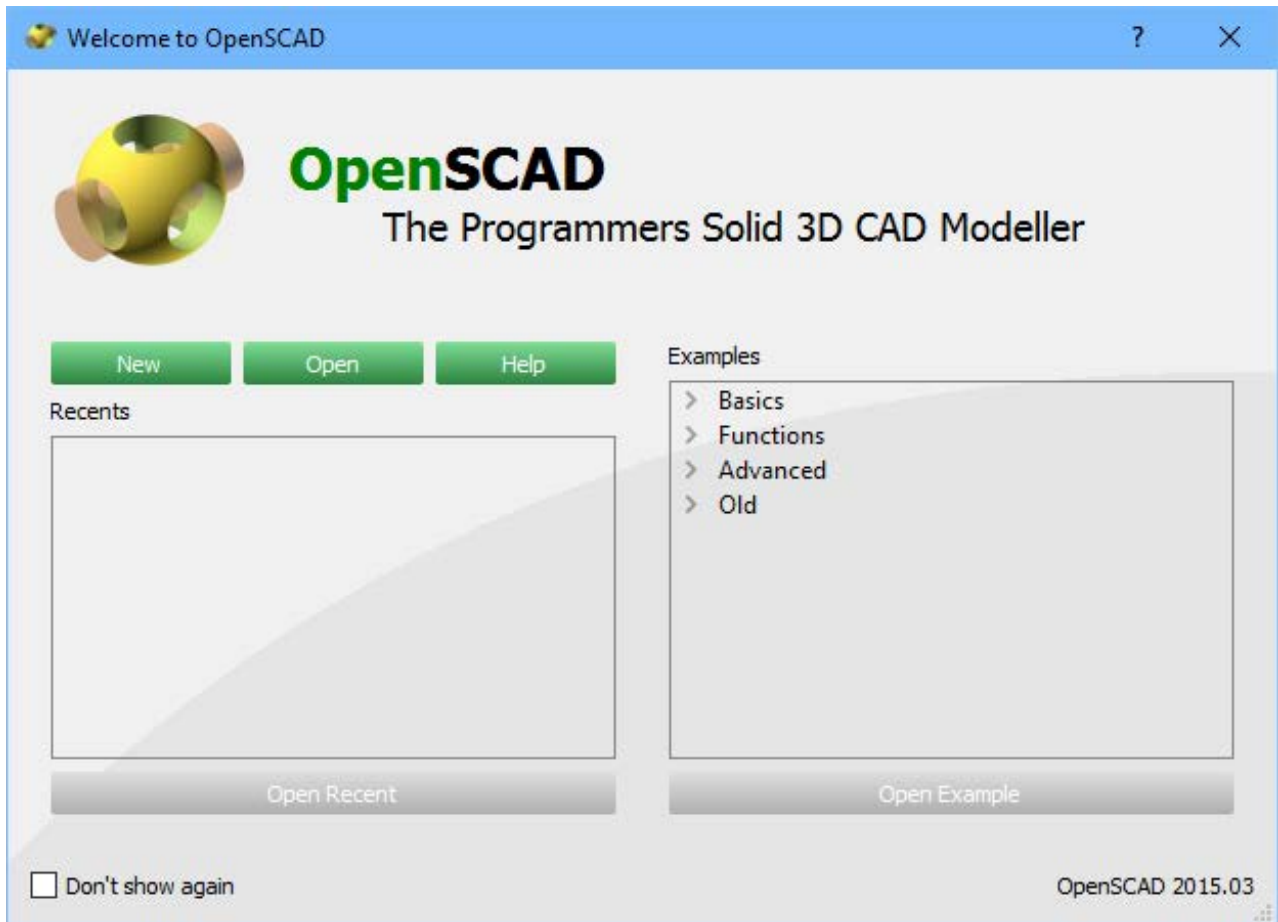 Welcome to OpenSCAD
?
OpenSCAD
The Programmers Solid 3D CAD Modeller
New
Open
Help
Recents
Open Recent
Examples
Basics
Functions
Advanced
Old
Open Example
Don't show again
OpenSCAD 2015.03